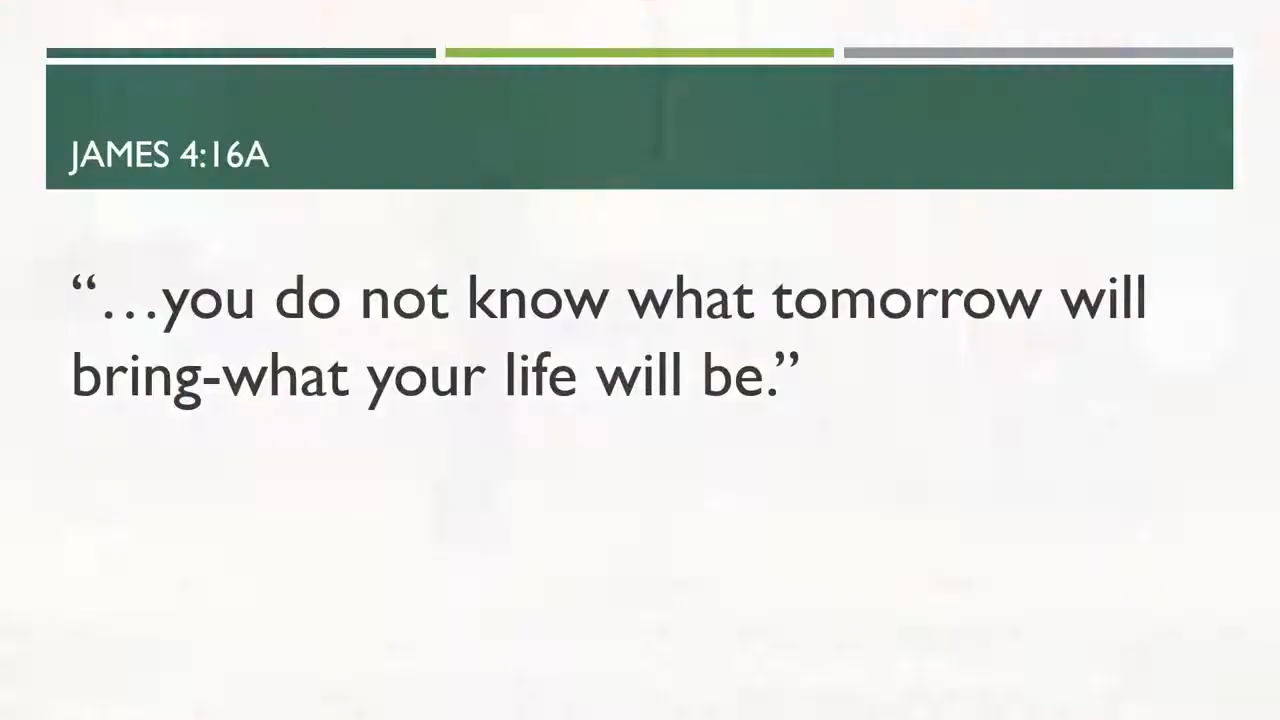 JAMES 4:16A
“…you do not know what tomorrow will
bring-what your life will be.”